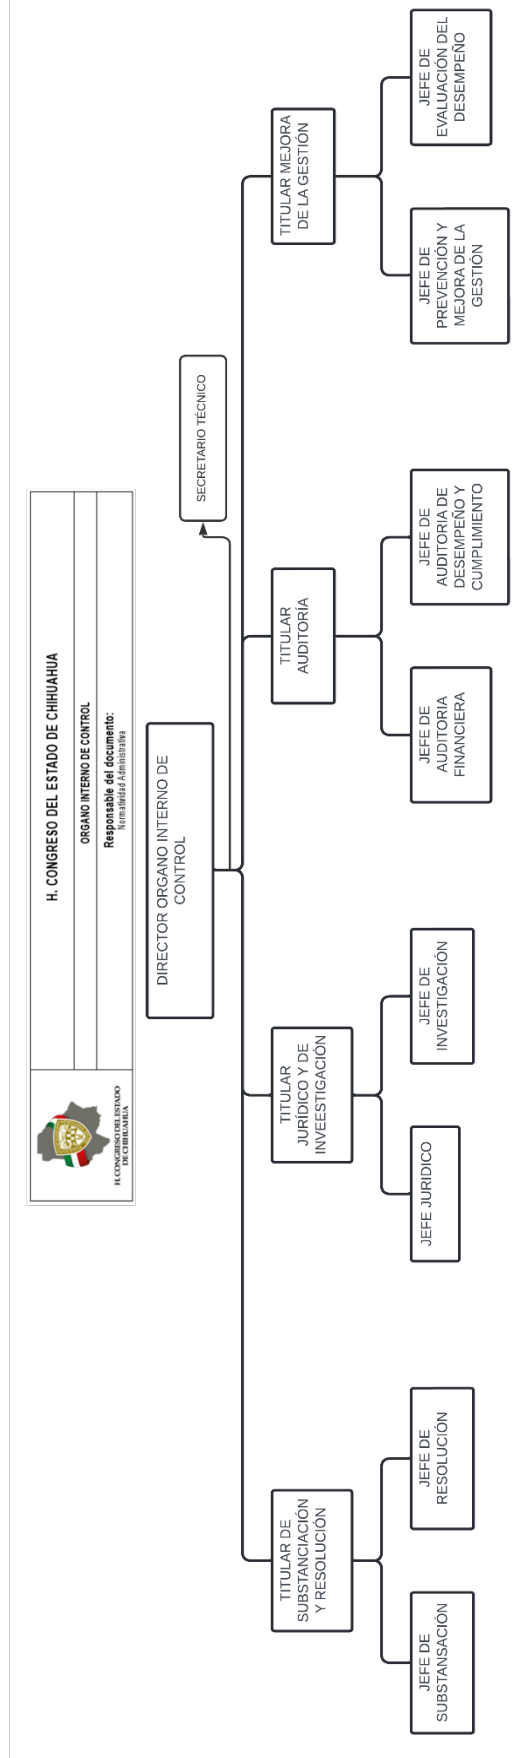 H. CONGRESO DEL ESTADO
DE CHIHUAHUA
H. CONGRESO DEL ESTADO DE CHIHUAHUA
ORGANO INTERNO DE CONTROL
Responsable del documento:
Normatividad Administrativa
DIRECTOR ORGANO INTERNO DE
CONTROL
SECRETARIO TÉCNICO
TITULAR DE
SUBSTANCIACIÓN
Y RESOLUCIÓN
TITULAR
JURÍDICO Y DE
INVEESTIGACIÓN
TITULAR
AUDITORÍA
TITULAR MEJORA
DE LA GESTIÓN
JEFE DE
SUBSTANSACIÓN
JEFE DE
RESOLUCIÓN
JEFE JURIDICO
JEFE DE
INVESTIGACIÓN
JEFE DE
AUDITORIA
FINANCIERA
JEFE DE
AUDITORIA DE
DESEMPEÑO Y
CUMPLIMIENTO
JEFE DE
PREVENCIÓN Y
MEJORA DE LA
GESTIÓN
JEFE DE
EVALUACIÓN DEL
DESEMPEÑO